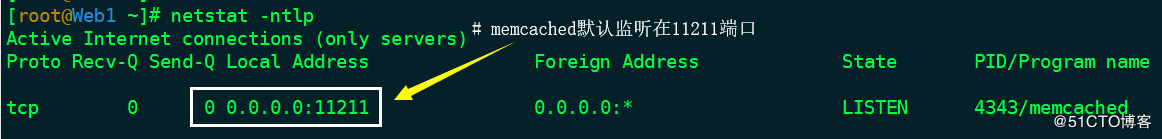 [root@Web1 ~]# netstat -ntlp
Active Internet connections (only servers)
# memcached默认监听在11211端口
Proto Recv-Q Send-Q Local Address Foreign Address State PID/Program name
tcp 0 0 0.0.0.0:11211 0.0.0.0:* LISTEN 4343/memcached
@51CTO博客